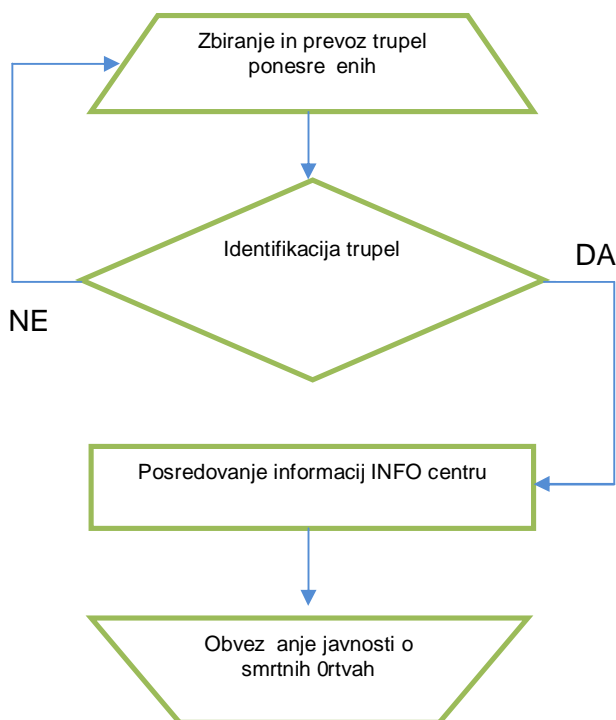 Zbiranje in prevoz trupel
ponesre enih
Identifikacija trupel
DA
NE
Posredovanje informacij INFO centru
Obvez anje javnosti o
smrtnih 0rtvah